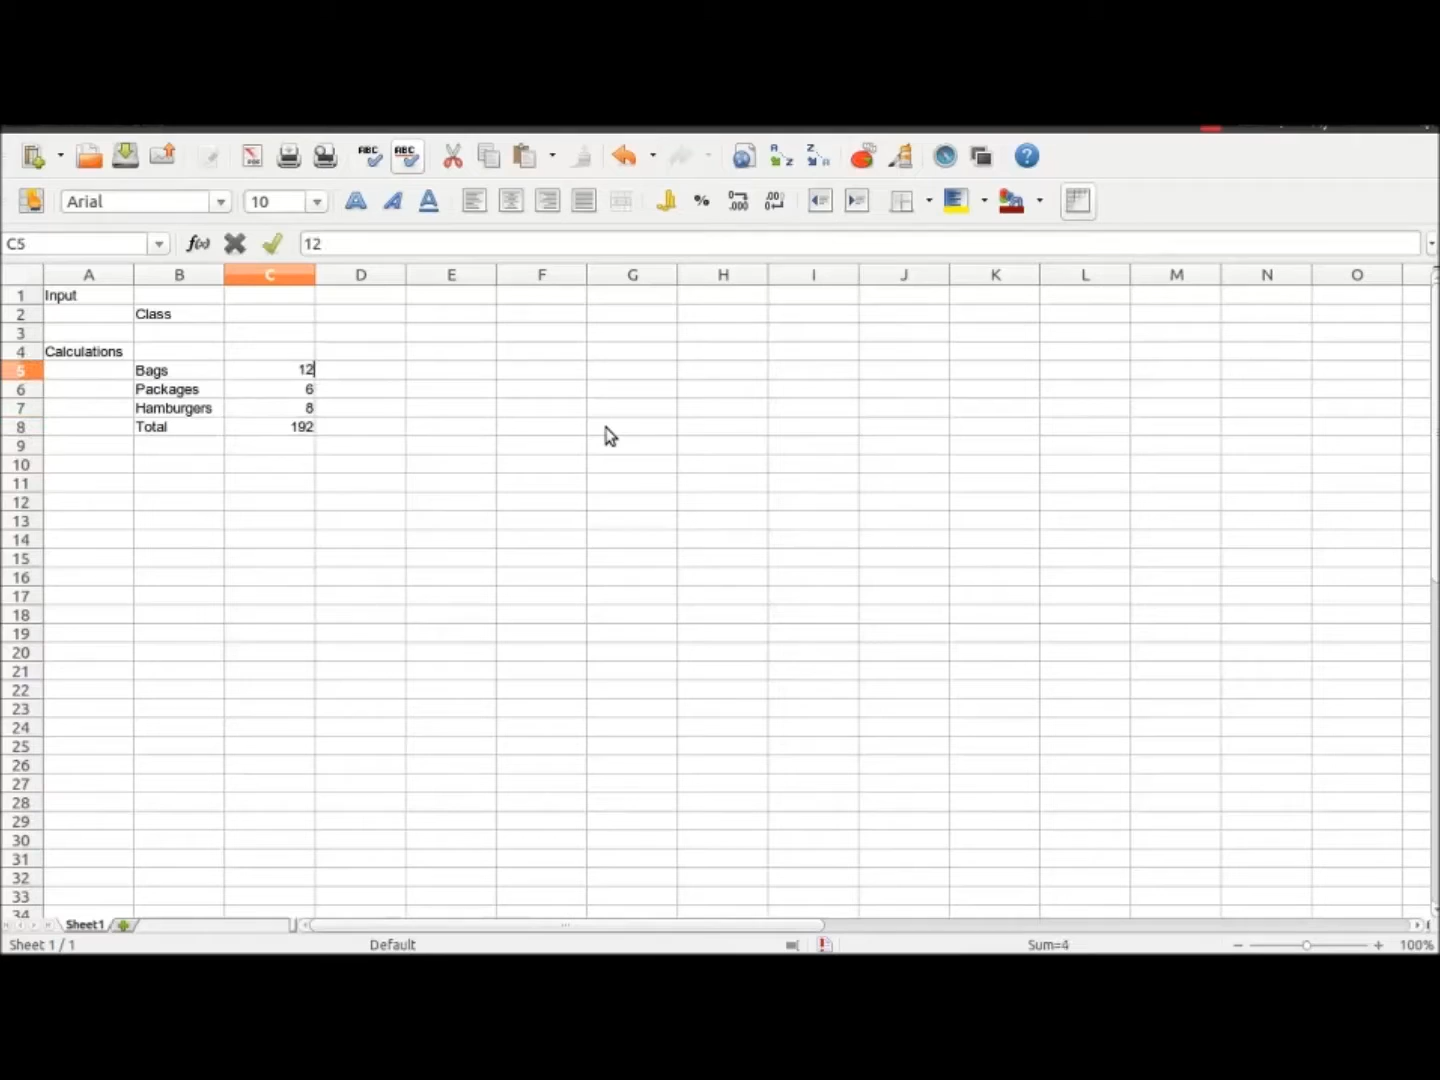 Arial 10
C5 12
A B C D E F G H I J K L M N O
1 Input
2 Class
3
4 Calculations
5 Bags 12
6 Packages 6
7 Hamburgers 8
8 Total 192
9
10
11
12
13
14
15
16
17
18
19
20
21
22
23
24
25
26
27
28
29
30
31
32
33
34
Sheet1
Sheet 1 / 1 Default Sum=4 100%